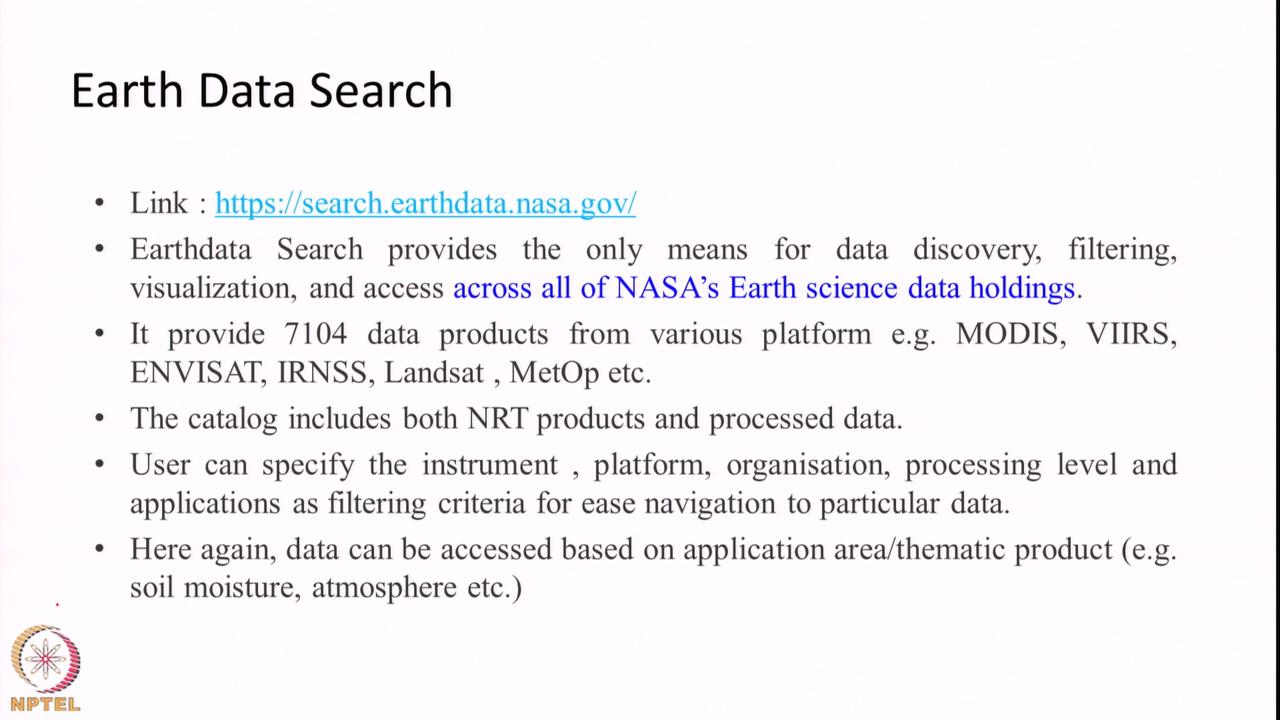 Earth Data Search
• Link : https://search.earthdata.nasa.gov/
• Earthdata Search provides the only means for data discovery, filtering,
visualization, and access across all of NASA’s Earth science data holdings.
• It provide 7104 data products from various platform e.g. MODIS, VIIRS,
ENVISAT, IRNSS, Landsat , MetOp etc.
• The catalog includes both NRT products and processed data.
• User can specify the instrument , platform, organisation, processing level and
applications as filtering criteria for ease navigation to particular data.
• Here again, data can be accessed based on application area/thematic product (e.g.
soil moisture, atmosphere etc.)
NPTEL